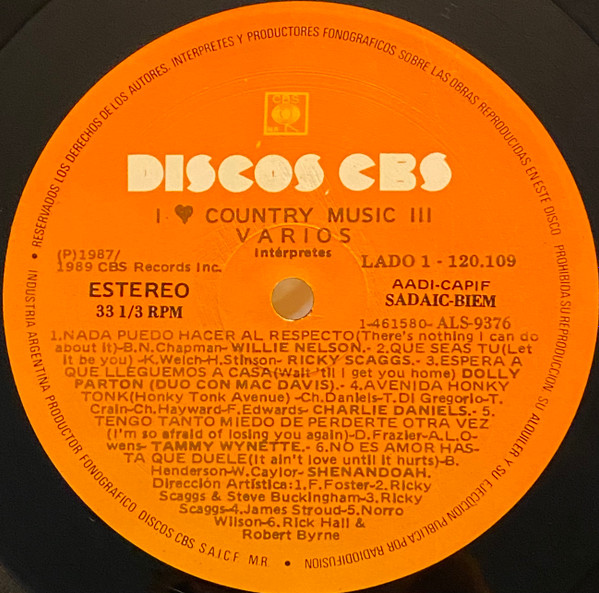 RESERVADOS LOS DERECHOS DE LOS AUTORES. INTERPRETES Y PRODUCTORES FONOGRAFICOS SOBRE LAS OBRAS REPRODUCIDAS EN ESTE DISCO PROHIBIDA SU REPRODUCCION, SU ALQUILER Y SU EJECUCION PUBLICA POR RADIODIFUSION
CBS
DISCOS CBS
I ♥ COUNTRY MUSIC III
VARIOS
Intérpretes
(P)1987/
1989 CBS Records Inc.
LADO 1 - 120.109
ESTEREO
33 1/3 RPM
AADI-CAPIF
SADAIC-BIEM
1-461580- ALS-9376
1.NADA PUEDO HACER AL RESPECTO(There's nothing I can do
about it)-B.N.Chapman-WILLIE NELSON.- 2.QUE SEAS TU(Let
it be you) -K.Welch-H.Stinson- RICKY SCAGGS.- 3.ESPERA A
QUE LLEGUEMOS A CASA(Wait 'til I get you home) DOLLY
PARTON (DUO CON MAC DAVIS).- 4.AVENIDA HONKY
TONK(Honky Tonk Avenue) -Ch.Daniels-T.Di Gregorio-T.
Crain-Ch.Hayward-F.Edwards- CHARLIE DANIELS.- 5.
TENGO TANTO MIEDO DE PERDERTE OTRA VEZ
(I'm so afraid of losing you again)-D.Frazier-A.L.O-
wens- TAMMY WYNETTE.- 6.NO ES AMOR HAS-
TA QUE DUELE(It ain't love until it hurts)-B.
Henderson-W.Caylor- SHENANDOAH.
Dirección Artística:1.F.Foster-2.Ricky
Scaggs & Steve Buckingham-3.Ricky
Scaggs-4.James Stroud-5.Norro
Wilson-6.Rick Hall &
Robert Byrne
INDUSTRIA ARGENTINA PRODUCTOR FONOGRAFICO DISCOS CBS S.A.I.C.F. M.R.